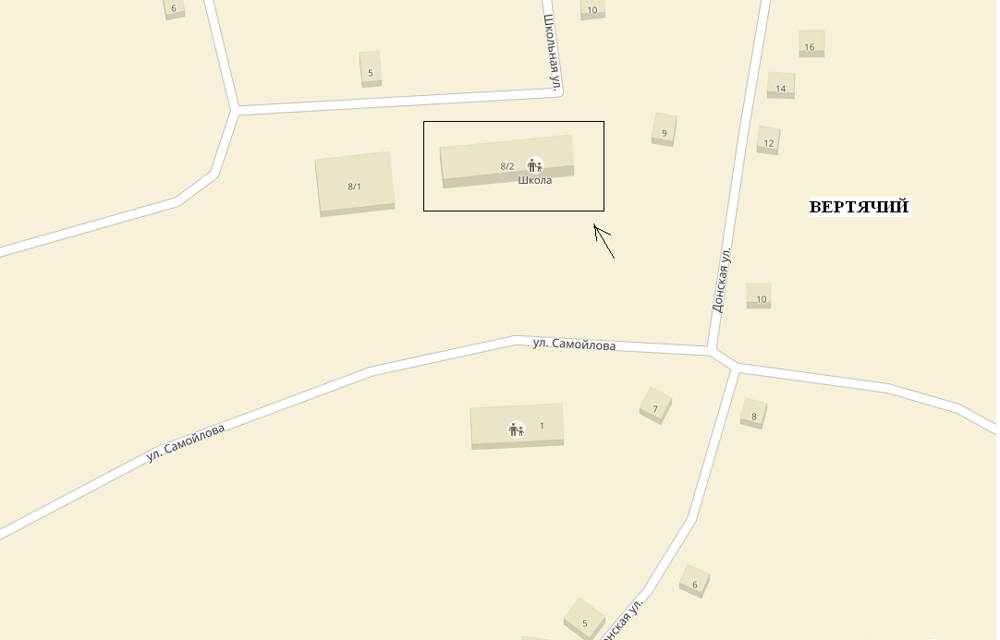 6
10
Школьная ул.
16
5
14
9
12
8/2
Школа
8/1
ВЕРТЯЧИЙ
Донская ул.
10
ул. Самойлова
7
8
1
ул. Самойлова
6
5
нская ул.